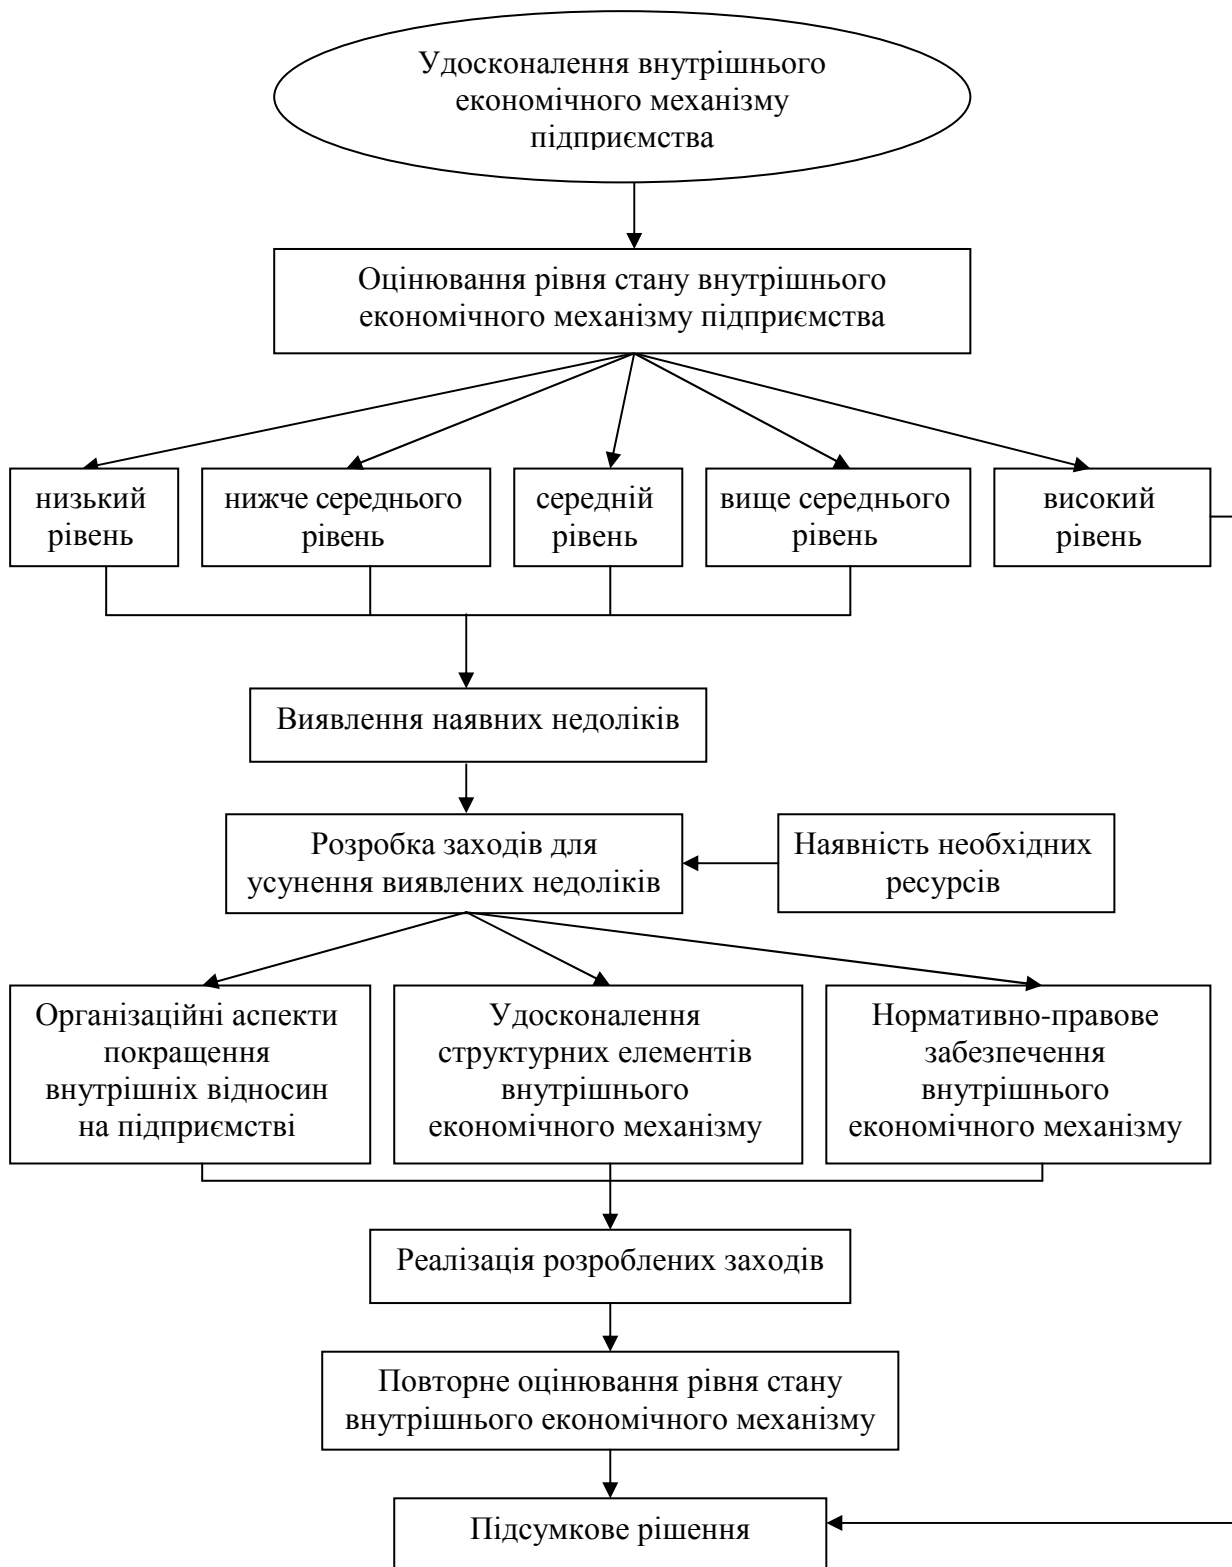 Удосконалення внутрішнього
економічного механізму
підприємства
Оцінювання рівня стану внутрішнього
економічного механізму підприємства
низький
рівень
нижче середнього
рівень
середній
рівень
вище середнього
рівень
високий
рівень
Виявлення наявних недоліків
Розробка заходів для
усунення виявлених недоліків
Наявність необхідних
ресурсів
Організаційні аспекти
покращення
внутрішніх відносин
на підприємстві
Удосконалення
структурних елементів
внутрішнього
економічного механізму
Нормативно-правове
забезпечення
внутрішнього
економічного механізму
Реалізація розроблених заходів
Повторне оцінювання рівня стану
внутрішнього економічного механізму
Підсумкове рішення